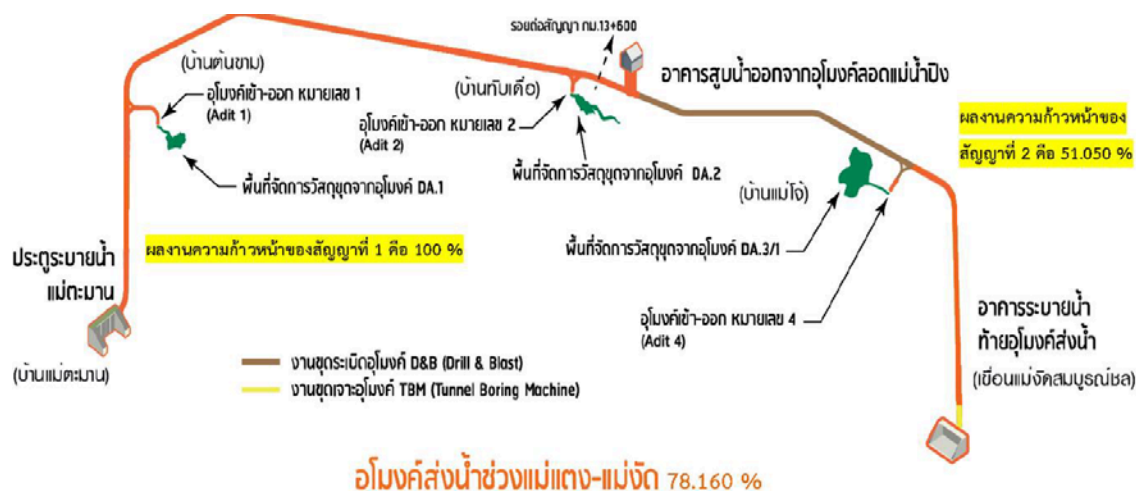 รอยต่อสัญญา กม.13+600
(บ้านต้นขาม)
อาคารสูบน้ำออกจากอุโมงค์ลอดแม่น้ำปิง
อุโมงค์เข้า-ออก หมายเลข 1
(Adit 1)
(บ้านทับเดื่อ)
อุโมงค์เข้า-ออก หมายเลข 2
(Adit 2)
ผลงานความก้าวหน้าของ
สัญญาที่ 2 คือ 51.050 %
พื้นที่จัดการวัสดุขุดจากอุโมงค์ DA.1
พื้นที่จัดการวัสดุขุดจากอุโมงค์ DA.2
(บ้านแม่โจ้)
ผลงานความก้าวหน้าของสัญญาที่ 1 คือ 100 %
พื้นที่จัดการวัสดุขุดจากอุโมงค์ DA.3/1
ประตูระบายน้ำ
แม่ตะมาน
(บ้านแม่ตะมาน)
อุโมงค์เข้า-ออก หมายเลข 4
(Adit 4)
อาคารระบายน้ำ
ท้ายอุโมงค์ส่งน้ำ
(เขื่อนแม่งัดสมบูรณ์ชล)
งานขุดระเบิดอุโมงค์ D&B (Drill & Blast)
งานขุดเจาะอุโมงค์ TBM (Tunnel Boring Machine)
อุโมงค์ส่งน้ำช่วงแม่แตง-แม่งัด 78.160 %